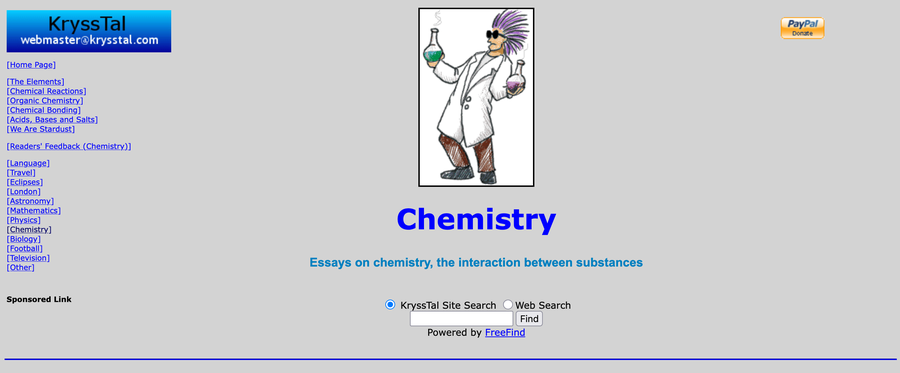 KryssTal
webmaster@krysstal.com
[Home Page]
[The Elements]
[Chemical Reactions]
[Organic Chemistry]
[Chemical Bonding]
[Acids, Bases and Salts]
[We Are Stardust]
[Readers' Feedback (Chemistry)]
[Language]
[Travel]
[Eclipses]
[London]
[Astronomy]
[Mathematics]
[Physics]
[Chemistry]
[Biology]
[Football]
[Television]
[Other]
Sponsored Link
PayPal
Donate
Chemistry
Essays on chemistry, the interaction between substances
KryssTal Site Search Web Search
Find
Powered by FreeFind